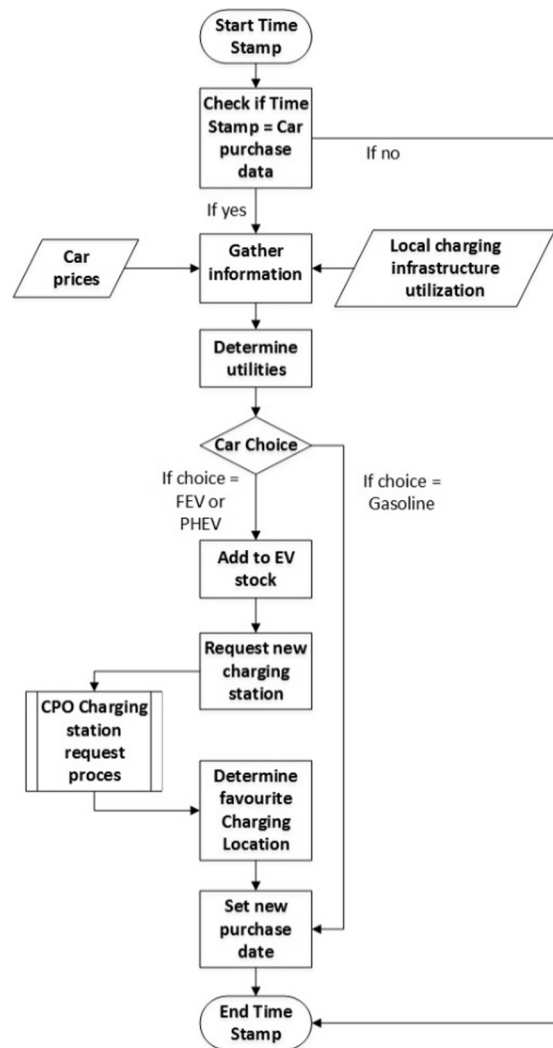 Start Time
Stamp
Check if Time
Stamp = Car
purchase
data
If no
If yes
Car
prices
Gather
information
Local charging
infrastructure
utilization
Determine
utilities
Car Choice
If choice =
FEV or
PHEV
If choice =
Gasoline
Add to EV
stock
Request new
charging
station
CPO Charging
station
request
proces
Determine
favourite
Charging
Location
Set new
purchase
date
End Time
Stamp